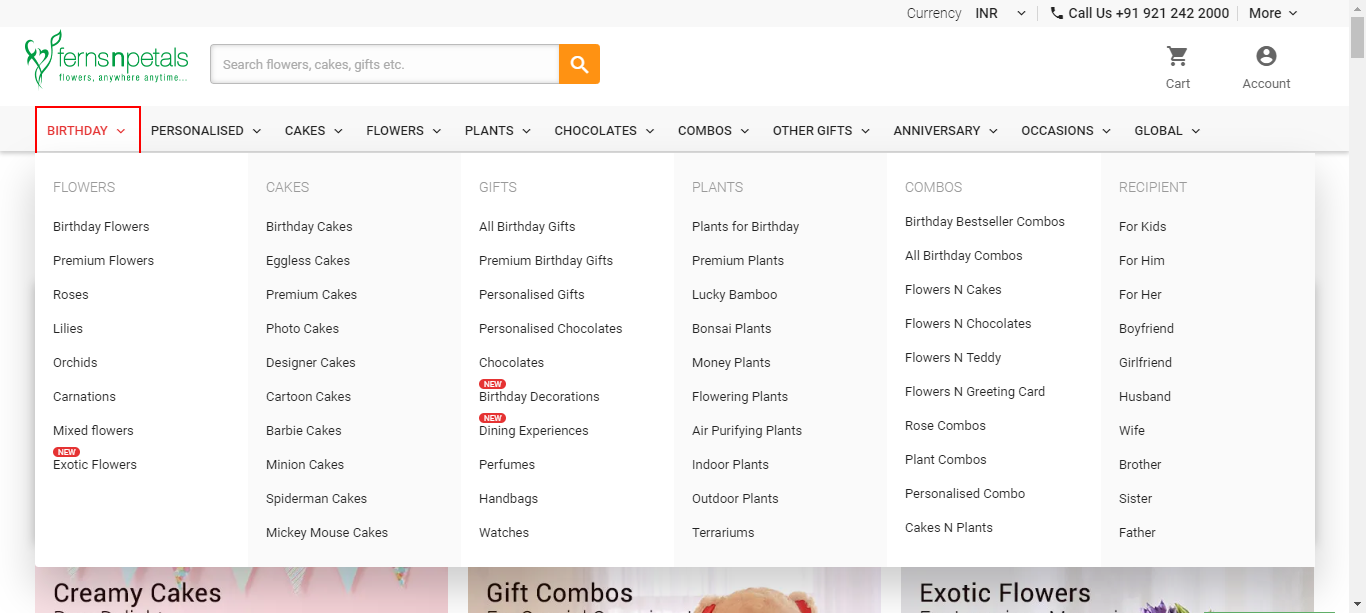 Currency INR Call Us +91 921 242 2000 More
fernsnpetals
flowers, anywhere anytime...
Search flowers, cakes, gifts etc.
Cart Account
BIRTHDAY PERSONALISED CAKES FLOWERS PLANTS CHOCOLATES COMBOS OTHER GIFTS ANNIVERSARY OCCASIONS GLOBAL
FLOWERS
Birthday Flowers
Premium Flowers
Roses
Lilies
Orchids
Carnations
Mixed flowers
NEW
Exotic Flowers
CAKES
Birthday Cakes
Eggless Cakes
Premium Cakes
Photo Cakes
Designer Cakes
Cartoon Cakes
Barbie Cakes
Minion Cakes
Spiderman Cakes
Mickey Mouse Cakes
GIFTS
All Birthday Gifts
Premium Birthday Gifts
Personalised Gifts
Personalised Chocolates
Chocolates
NEW
Birthday Decorations
NEW
Dining Experiences
Perfumes
Handbags
Watches
PLANTS
Plants for Birthday
Premium Plants
Lucky Bamboo
Bonsai Plants
Money Plants
Flowering Plants
Air Purifying Plants
Indoor Plants
Outdoor Plants
Terrariums
COMBOS
Birthday Bestseller Combos
All Birthday Combos
Flowers N Cakes
Flowers N Chocolates
Flowers N Teddy
Flowers N Greeting Card
Rose Combos
Plant Combos
Personalised Combo
Cakes N Plants
RECIPIENT
For Kids
For Him
For Her
Boyfriend
Girlfriend
Husband
Wife
Brother
Sister
Father
Creamy Cakes
Gift Combos
Exotic Flowers